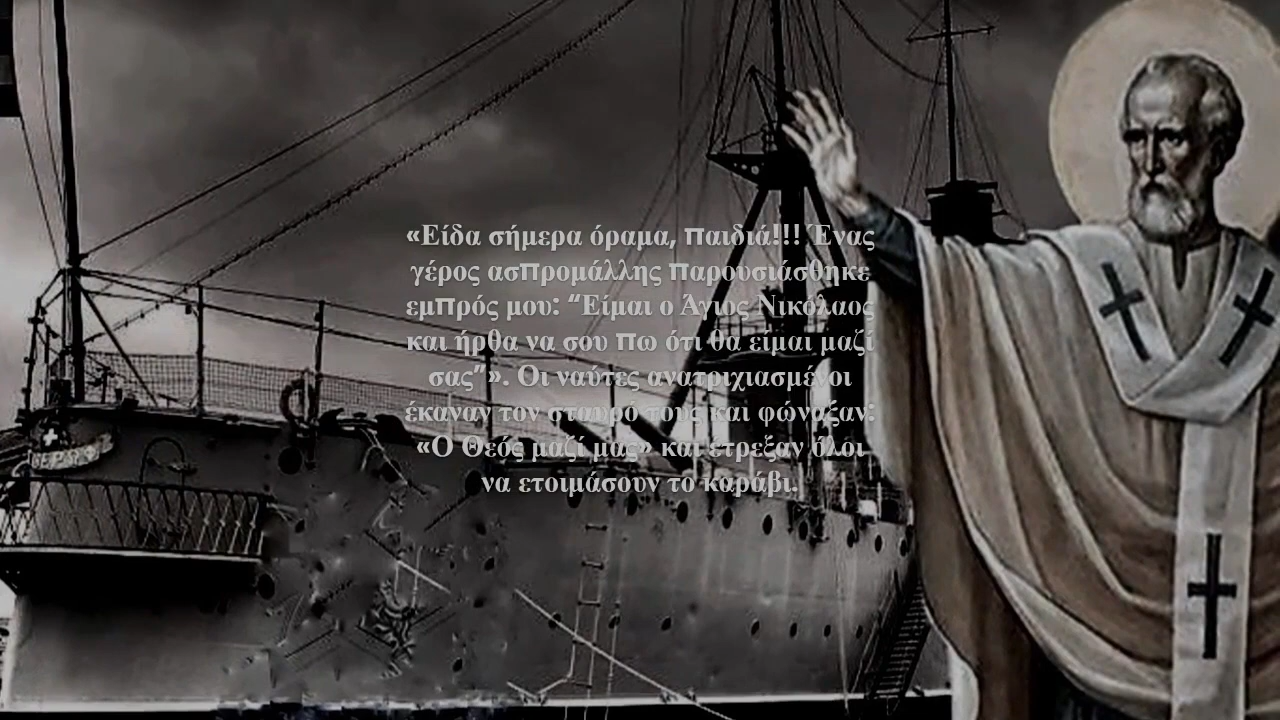 «Είδα σήμερα όραμα, παιδιά!!! Ένας
γέρος ασπρομάλλης παρουσιάσθηκε
εμπρός μου: “Είμαι ο Άγιος Νικόλαος
και ήρθα να σου πω ότι θα είμαι μαζί
σας”». Οι ναύτες ανατριχιασμένοι
έκαναν τον σταυρό τους και φώναξαν:
«Ο Θεός μαζί μας» και έτρεξαν όλοι
να ετοιμάσουν το καράβι.